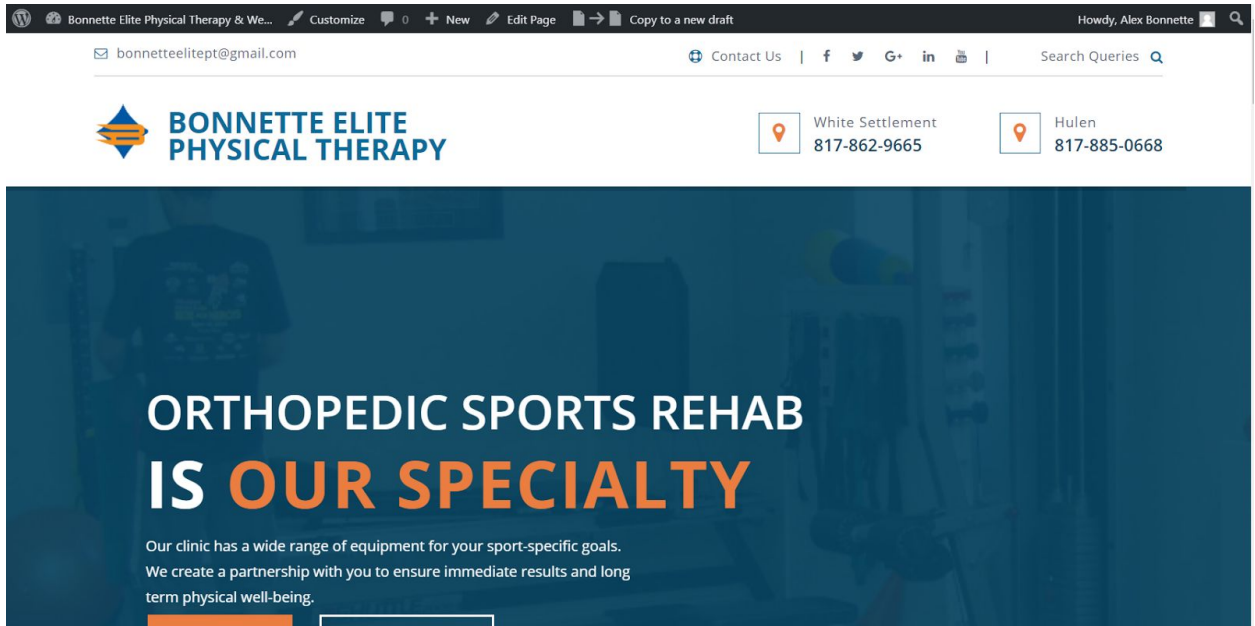 Bonnette Elite Physical Therapy & We... Customize 0 New Edit Page Copy to a new draft Howdy, Alex Bonnette
bonnetteelitept@gmail.com Contact Us | f G+ in You Tube | Search Queries
BONNETTE ELITE
PHYSICAL THERAPY
White Settlement
817-862-9665
Hulen
817-885-0668
ORTHOPEDIC SPORTS REHAB
IS OUR SPECIALTY
Our clinic has a wide range of equipment for your sport-specific goals.
We create a partnership with you to ensure immediate results and long
term physical well-being.